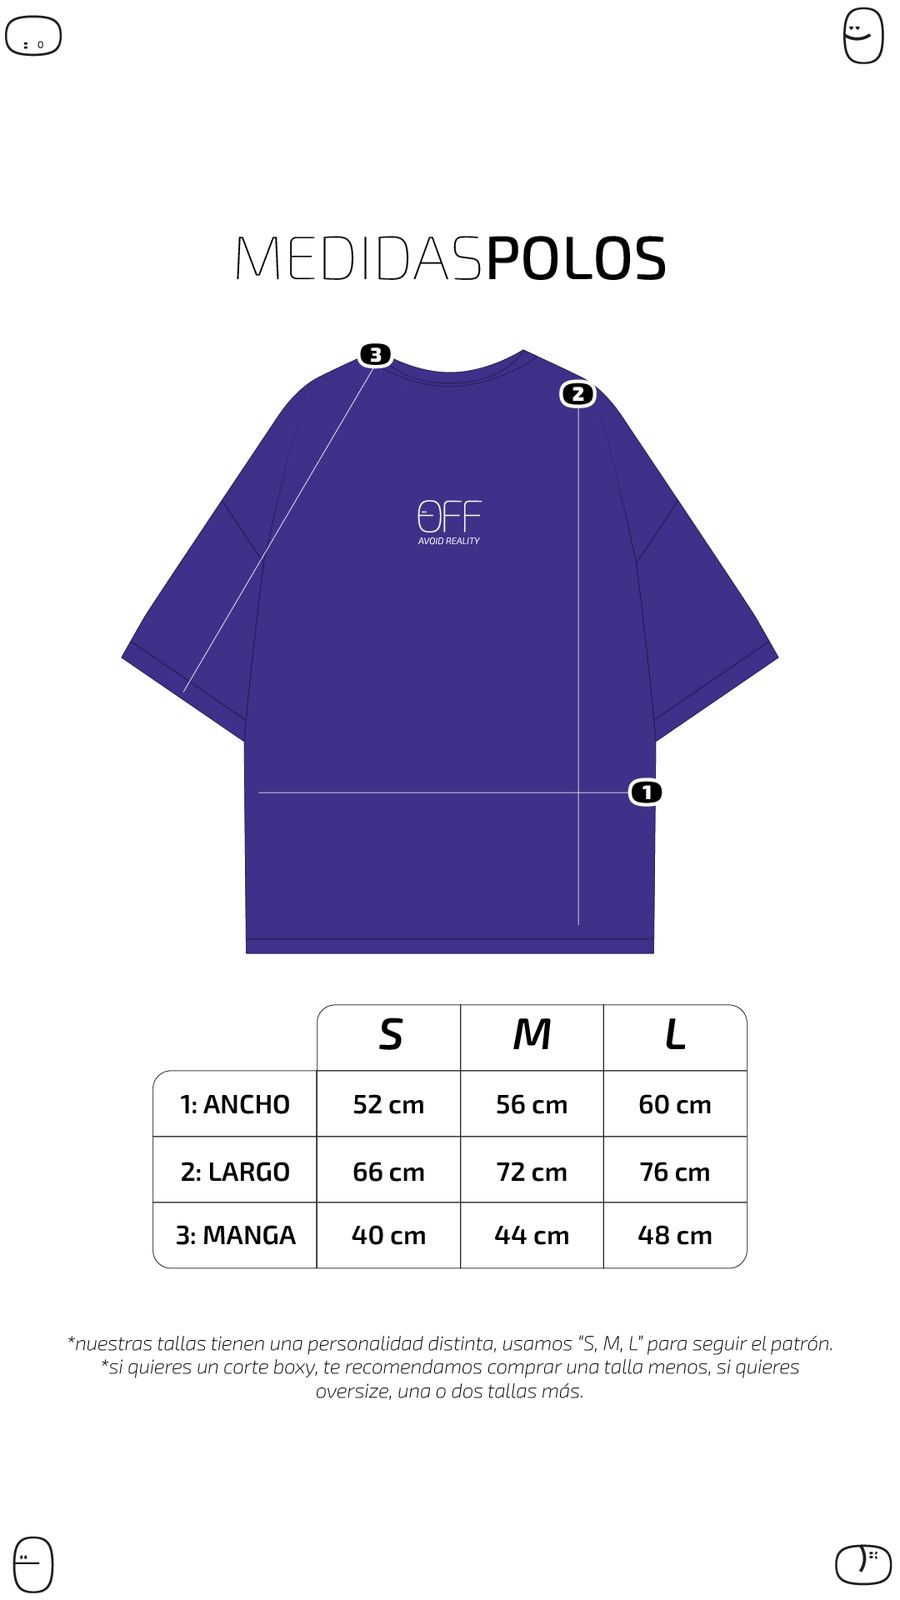 MEDIDASPOLOS
3
2
OFF
AVOID REALITY
1
S M L
1: ANCHO 52 cm 56 cm 60 cm
2: LARGO 66 cm 72 cm 76 cm
3: MANGA 40 cm 44 cm 48 cm
*nuestras tallas tienen una personalidad distinta, usamos “S, M, L” para seguir el patrón.
*si quieres un corte boxy, te recomendamos comprar una talla menos, si quieres
oversize, una o dos tallas más.